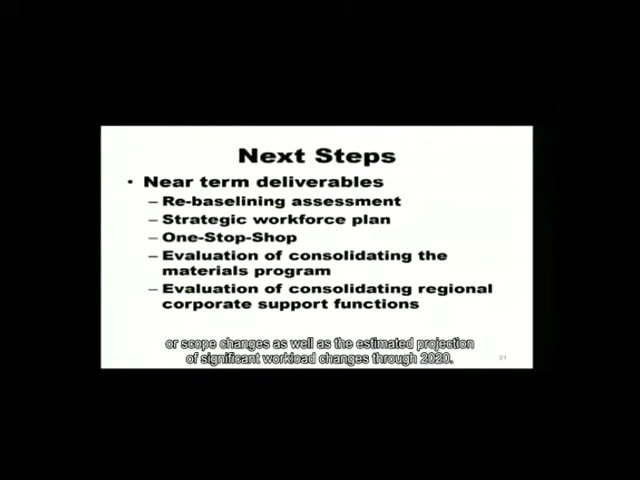 Next Steps
• Near term deliverables
– Re-baselining assessment
– Strategic workforce plan
– One-Stop-Shop
– Evaluation of consolidating the
materials program
– Evaluation of consolidating regional
corporate support functions
or scope changes as well as the estimated projection
of significant workload changes through 2020.
21